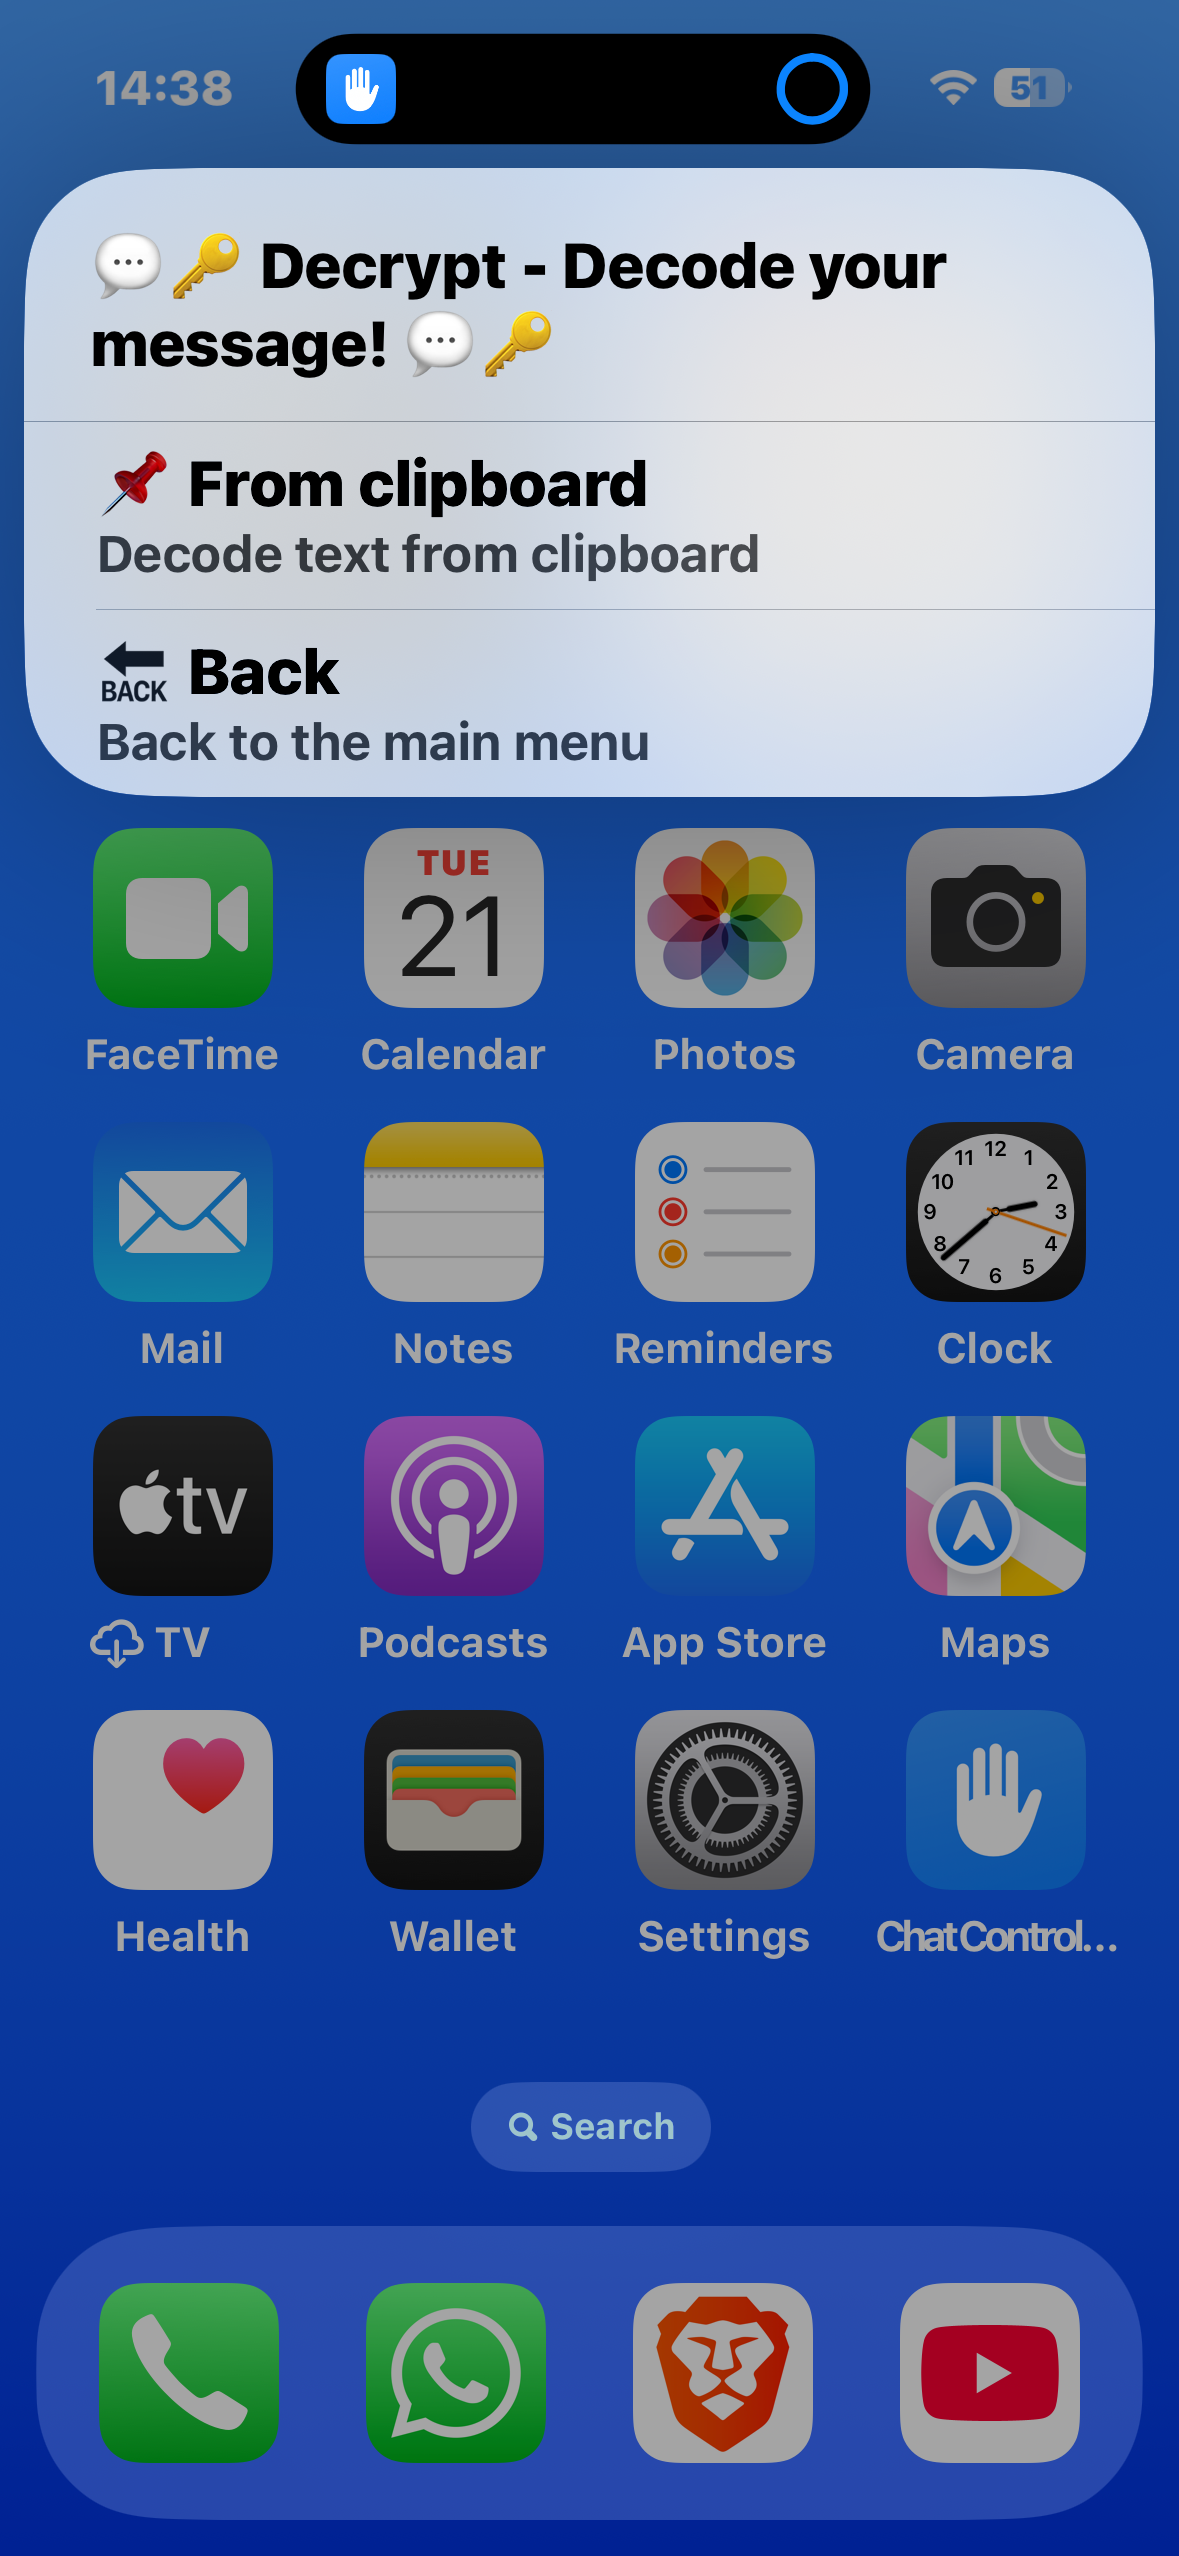 14:38
51
💬🔑 Decrypt - Decode your
message! 💬🔑
📌 From clipboard
Decode text from clipboard
🔙 Back
Back to the main menu
TUE
21
FaceTime
Calendar
Photos
Camera
12
11 1
10 2
9 3
8 4
7 5
6
Mail
Notes
Reminders
Clock
tv
TV
Podcasts
App Store
Maps
Health
Wallet
Settings
ChatControl...
Search